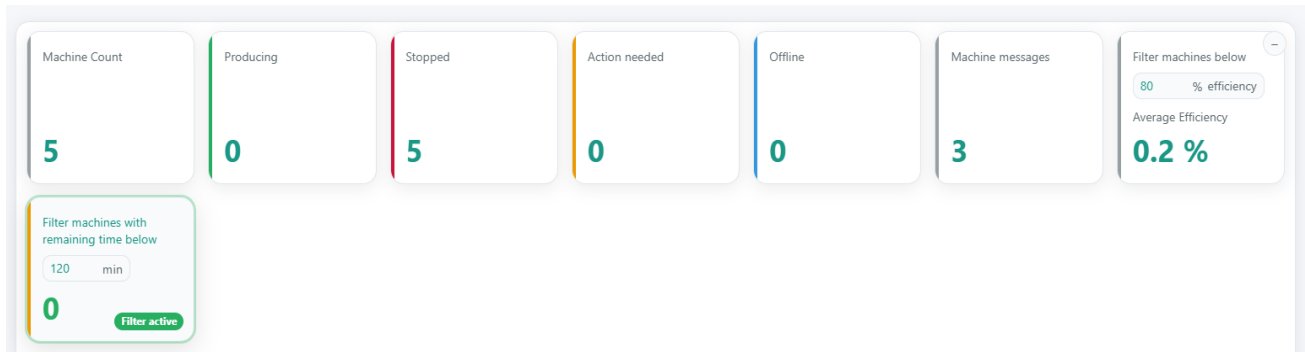 Machine Count
5
Producing
0
Stopped
5
Action needed
0
Offline
0
Machine messages
3
Filter machines below
80 % efficiency
Average Efficiency
0.2 %
Filter machines with
remaining time below
120 min
0
Filter active